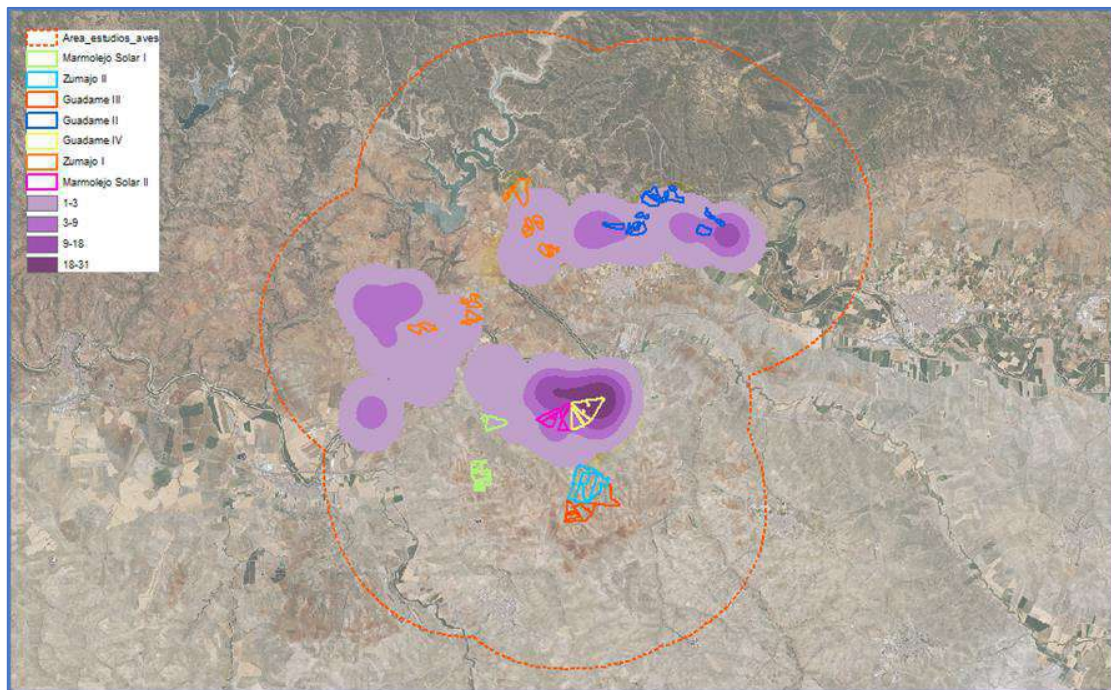 Area_estudios_aves
Marmolejo Solar I
Zumajo II
Guadame III
Guadame II
Guadame IV
Zumajo I
Marmolejo Solar II
1-3
3-9
9-18
18-31